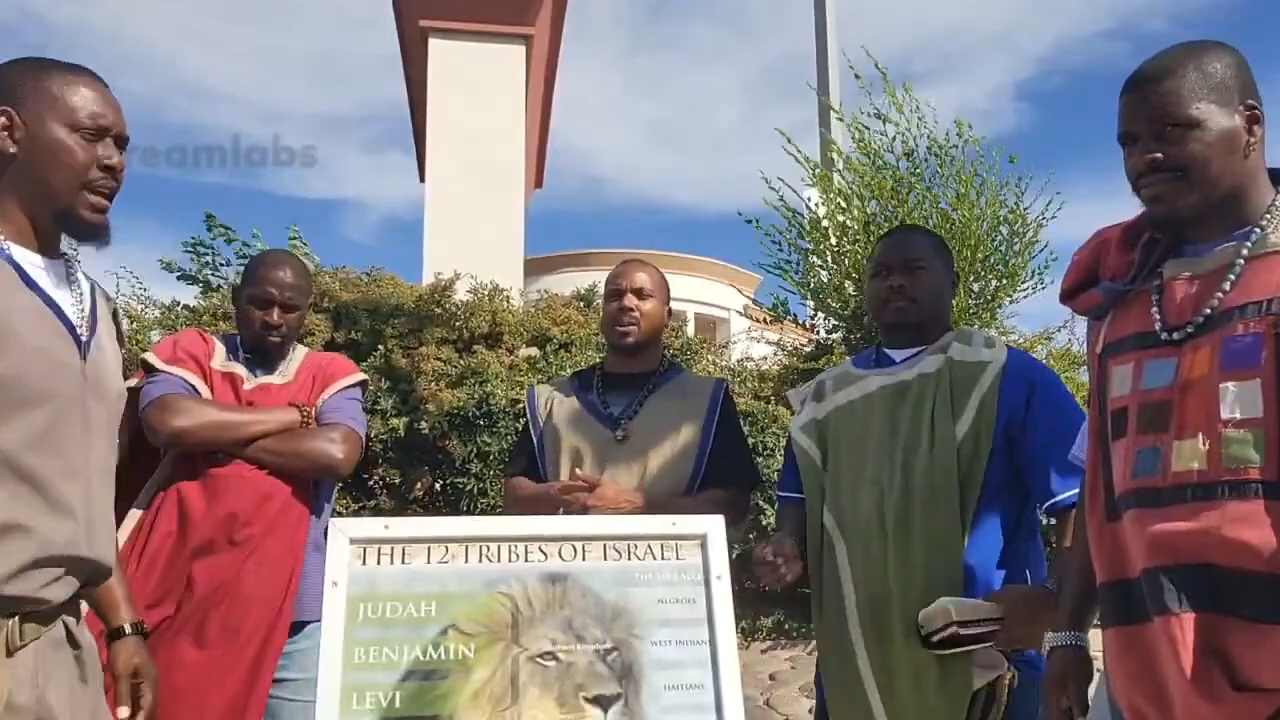 reamlabs
THE 12 TRIBES OF ISRAEL
JUDAH
NEGROES
BENJAMIN
WEST INDIANS
LEVI
HAITIANS